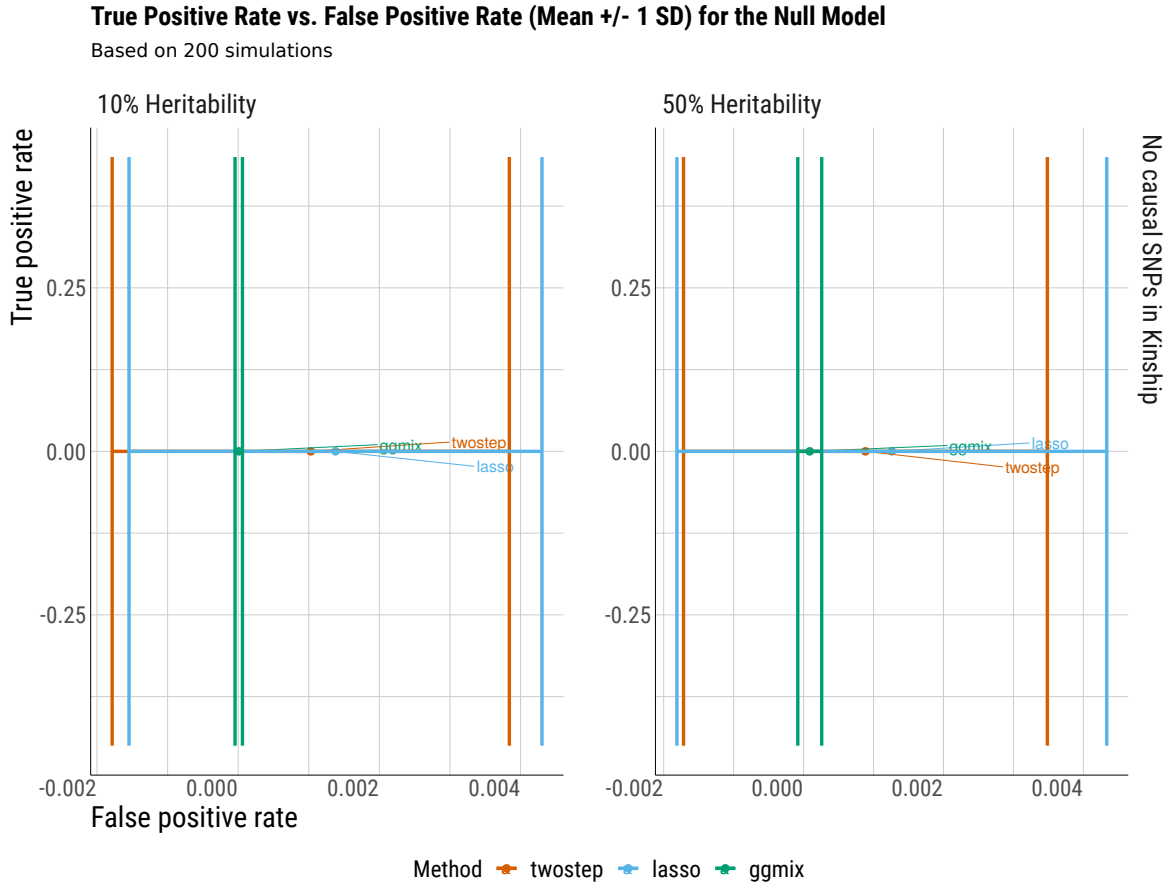 True Positive Rate vs. False Positive Rate (Mean +/- 1 SD) for the Null Model
Based on 200 simulations
10% Heritability
50% Heritability
True positive rate
No causal SNPs in Kinship
0.25
0.00
-0.25
0.25
0.00
-0.25
ggmix
twostep
lasso
ggmix
lasso
twostep
-0.002 0.000 0.002 0.004
-0.002 0.000 0.002 0.004
False positive rate
Method twostep lasso ggmix